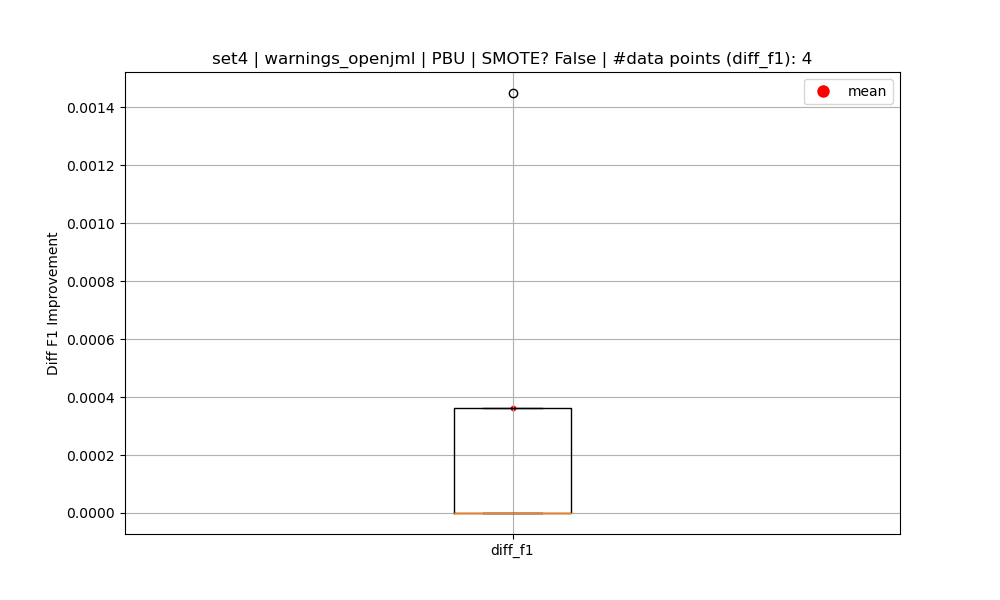 set4 | warnings_openjml | PBU | SMOTE? False | #data points (diff_f1): 4
mean
Diff F1 Improvement
0.0014
0.0012
0.0010
0.0008
0.0006
0.0004
0.0002
0.0000
diff_f1